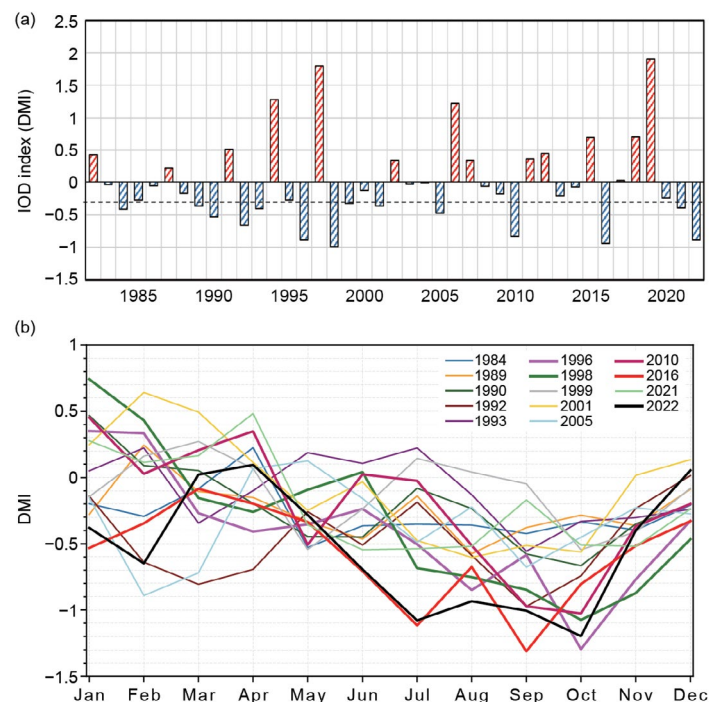 (a)
2.5
2
1.5
1
0.5
0
−0.5
−1
−1.5
IOD index (DMI)
1985 1990 1995 2000 2005 2010 2015 2020
(b)
1
0.5
0
−0.5
−1
−1.5
DMI
1984 1996 2010
1989 1998 2016
1990 1999 2021
1992 2001 2022
1993 2005
Jan Feb Mar Apr May Jun Jul Aug Sep Oct Nov Dec